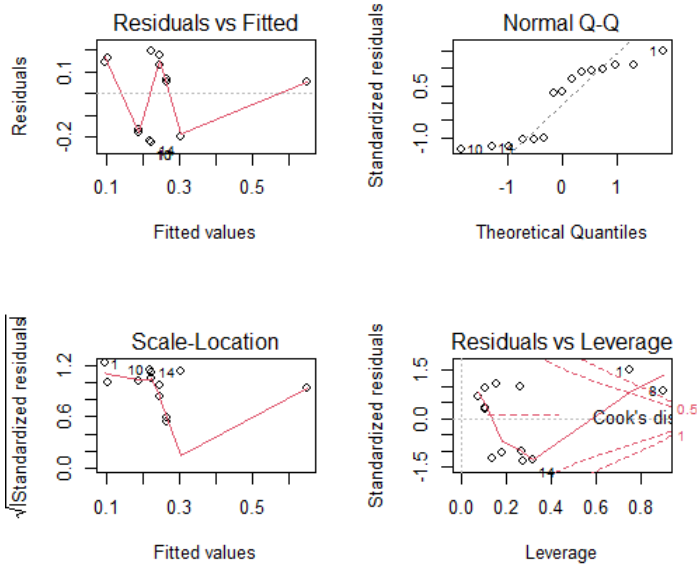 Residuals vs Fitted
Residuals
0.1
-0.2
14
0.1 0.3 0.5
Fitted values
Normal Q-Q
Standardized residuals
0.5
-1.0
1
10 14
-1 0 1
Theoretical Quantiles
Scale-Location
√|Standardized residuals|
1.2
0.6
0.0
1
10 14
0.1 0.3 0.5
Fitted values
Residuals vs Leverage
Standardized residuals
1.5
0.0
-1.5
1
8
14
Cook's dis
0.5
1
0.0 0.2 0.4 0.6 0.8
Leverage